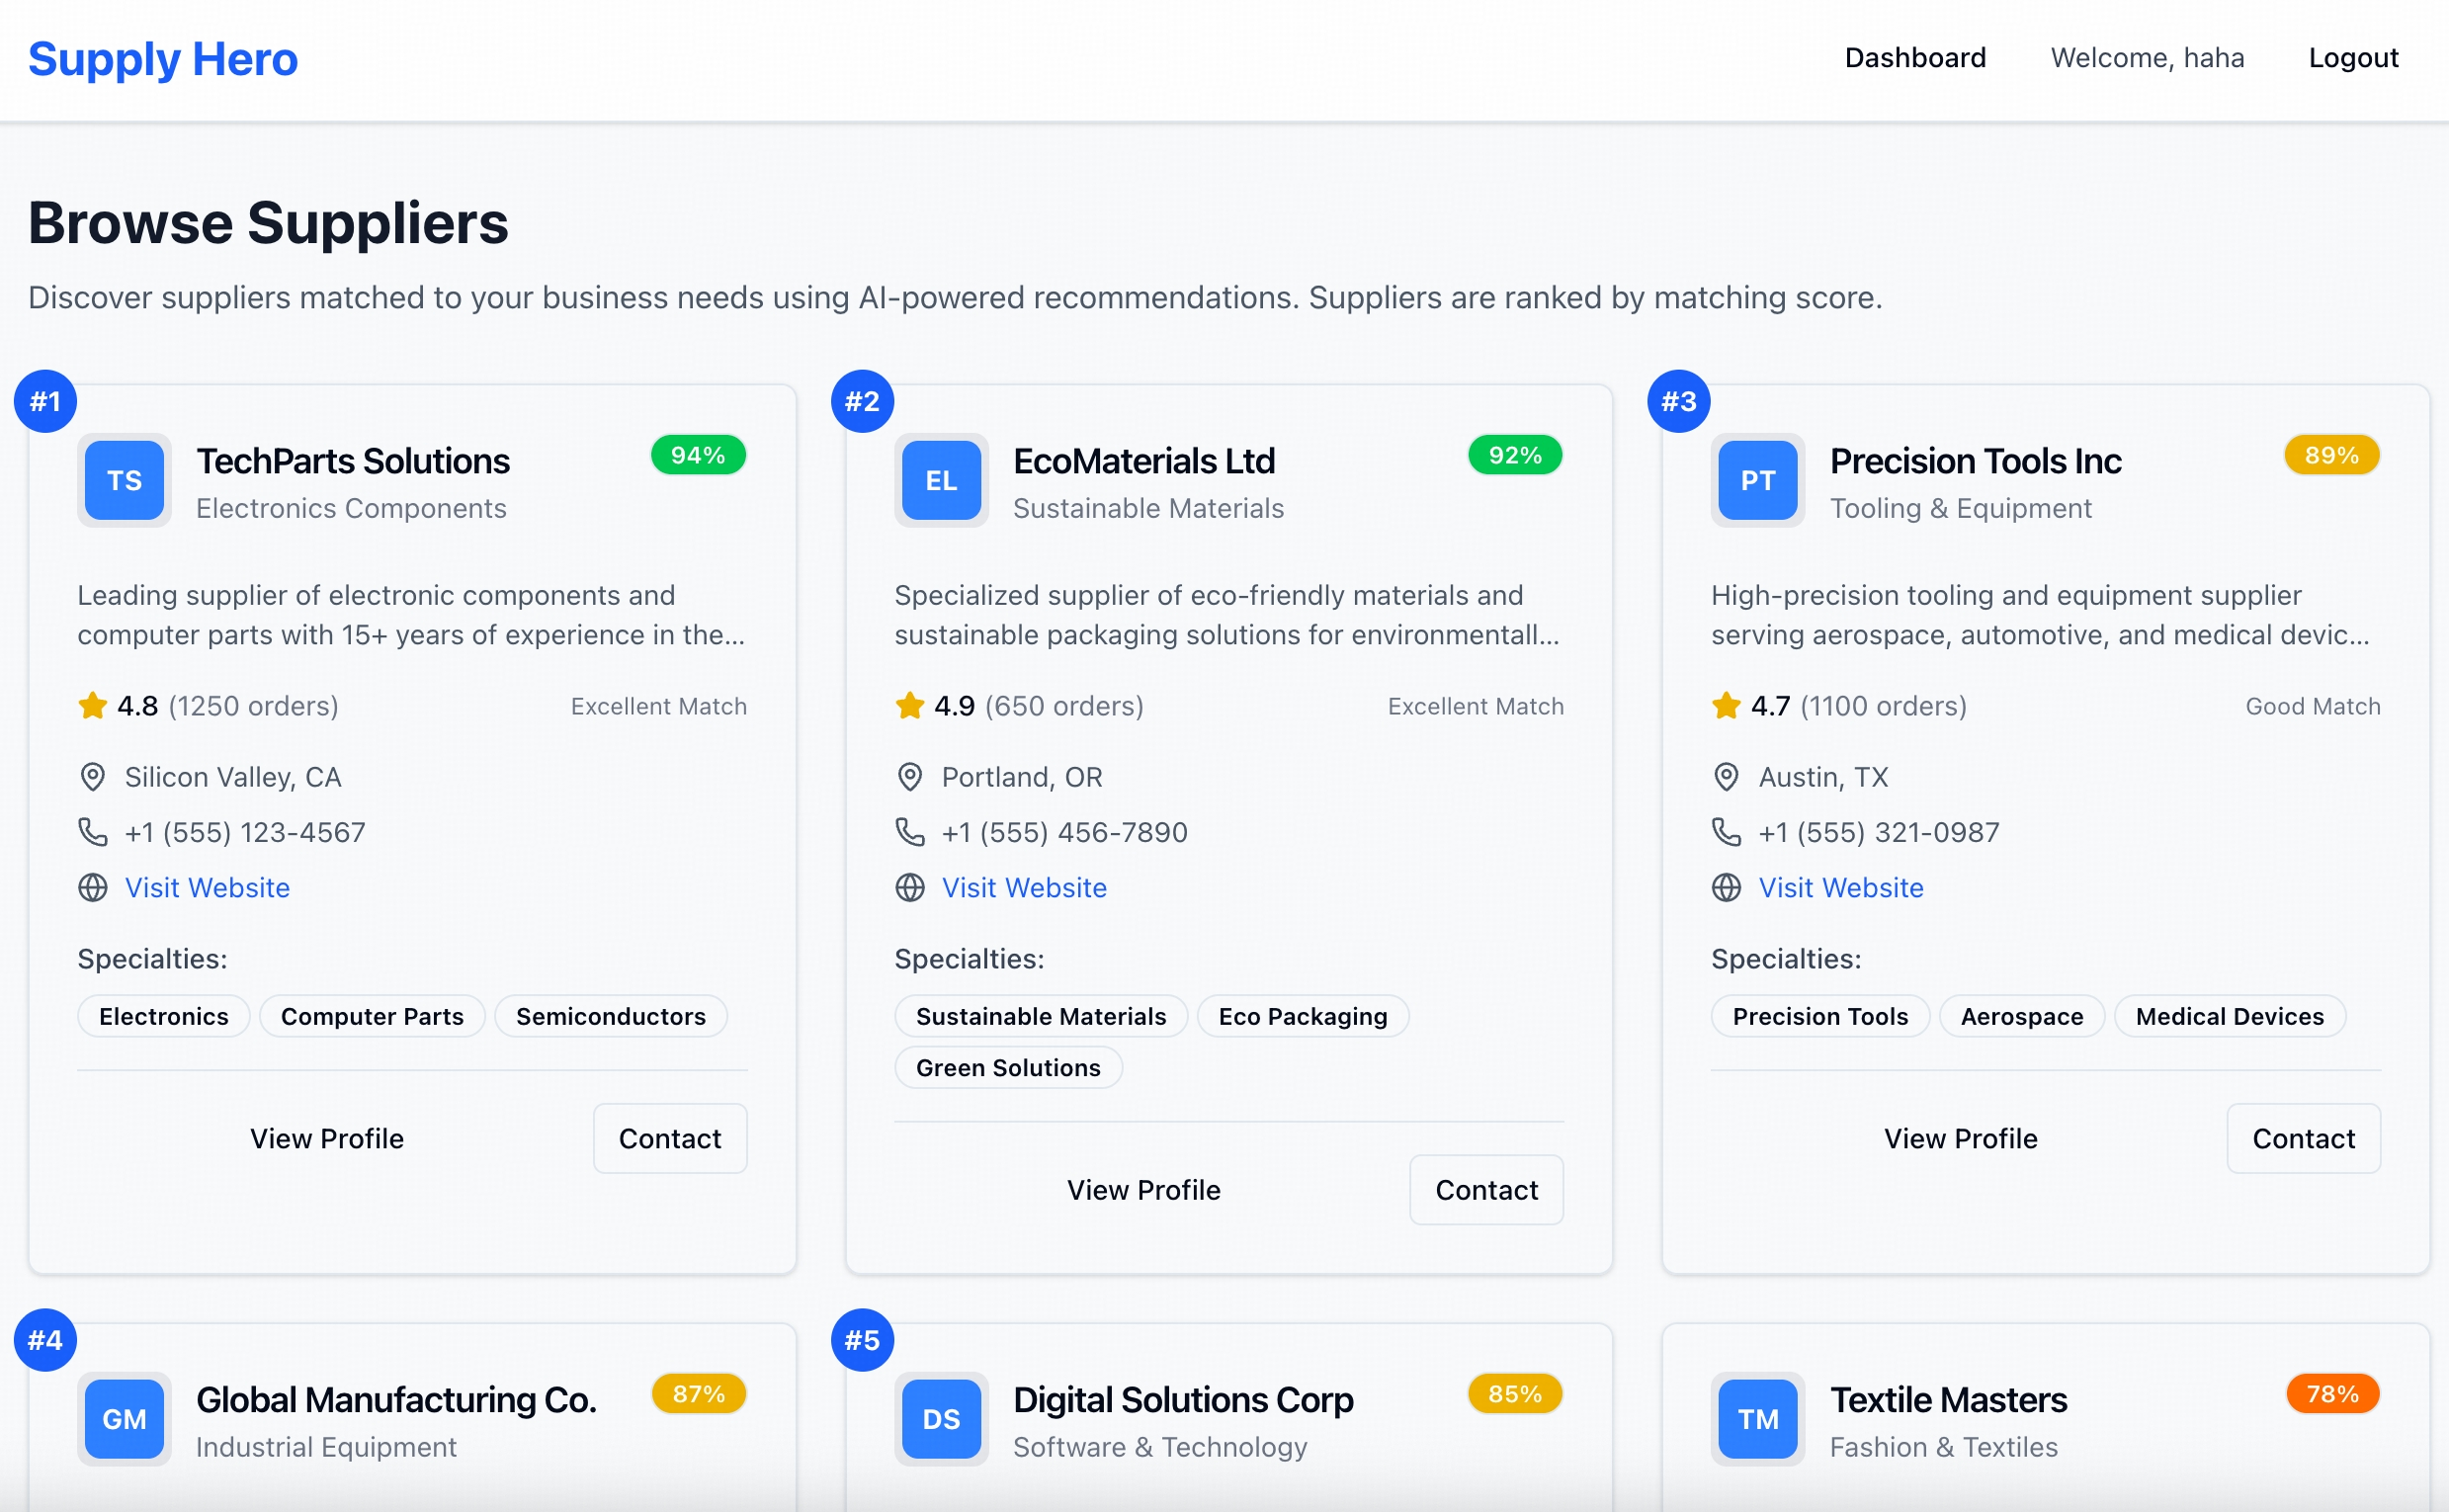 Supply Hero
Dashboard
Welcome, haha
Logout
Browse Suppliers
Discover suppliers matched to your business needs using AI-powered recommendations. Suppliers are ranked by matching score.
#1
TS
TechParts Solutions
94%
Electronics Components
Leading supplier of electronic components and
computer parts with 15+ years of experience in the...
4.8 (1250 orders)
Excellent Match
Silicon Valley, CA
+1 (555) 123-4567
Visit Website
Specialties:
Electronics
Computer Parts
Semiconductors
View Profile
Contact
#2
EL
EcoMaterials Ltd
92%
Sustainable Materials
Specialized supplier of eco-friendly materials and
sustainable packaging solutions for environmentall...
4.9 (650 orders)
Excellent Match
Portland, OR
+1 (555) 456-7890
Visit Website
Specialties:
Sustainable Materials
Eco Packaging
Green Solutions
View Profile
Contact
#3
PT
Precision Tools Inc
89%
Tooling & Equipment
High-precision tooling and equipment supplier
serving aerospace, automotive, and medical devic...
4.7 (1100 orders)
Good Match
Austin, TX
+1 (555) 321-0987
Visit Website
Specialties:
Precision Tools
Aerospace
Medical Devices
View Profile
Contact
#4
GM
Global Manufacturing Co.
87%
Industrial Equipment
#5
DS
Digital Solutions Corp
85%
Software & Technology
TM
Textile Masters
78%
Fashion & Textiles